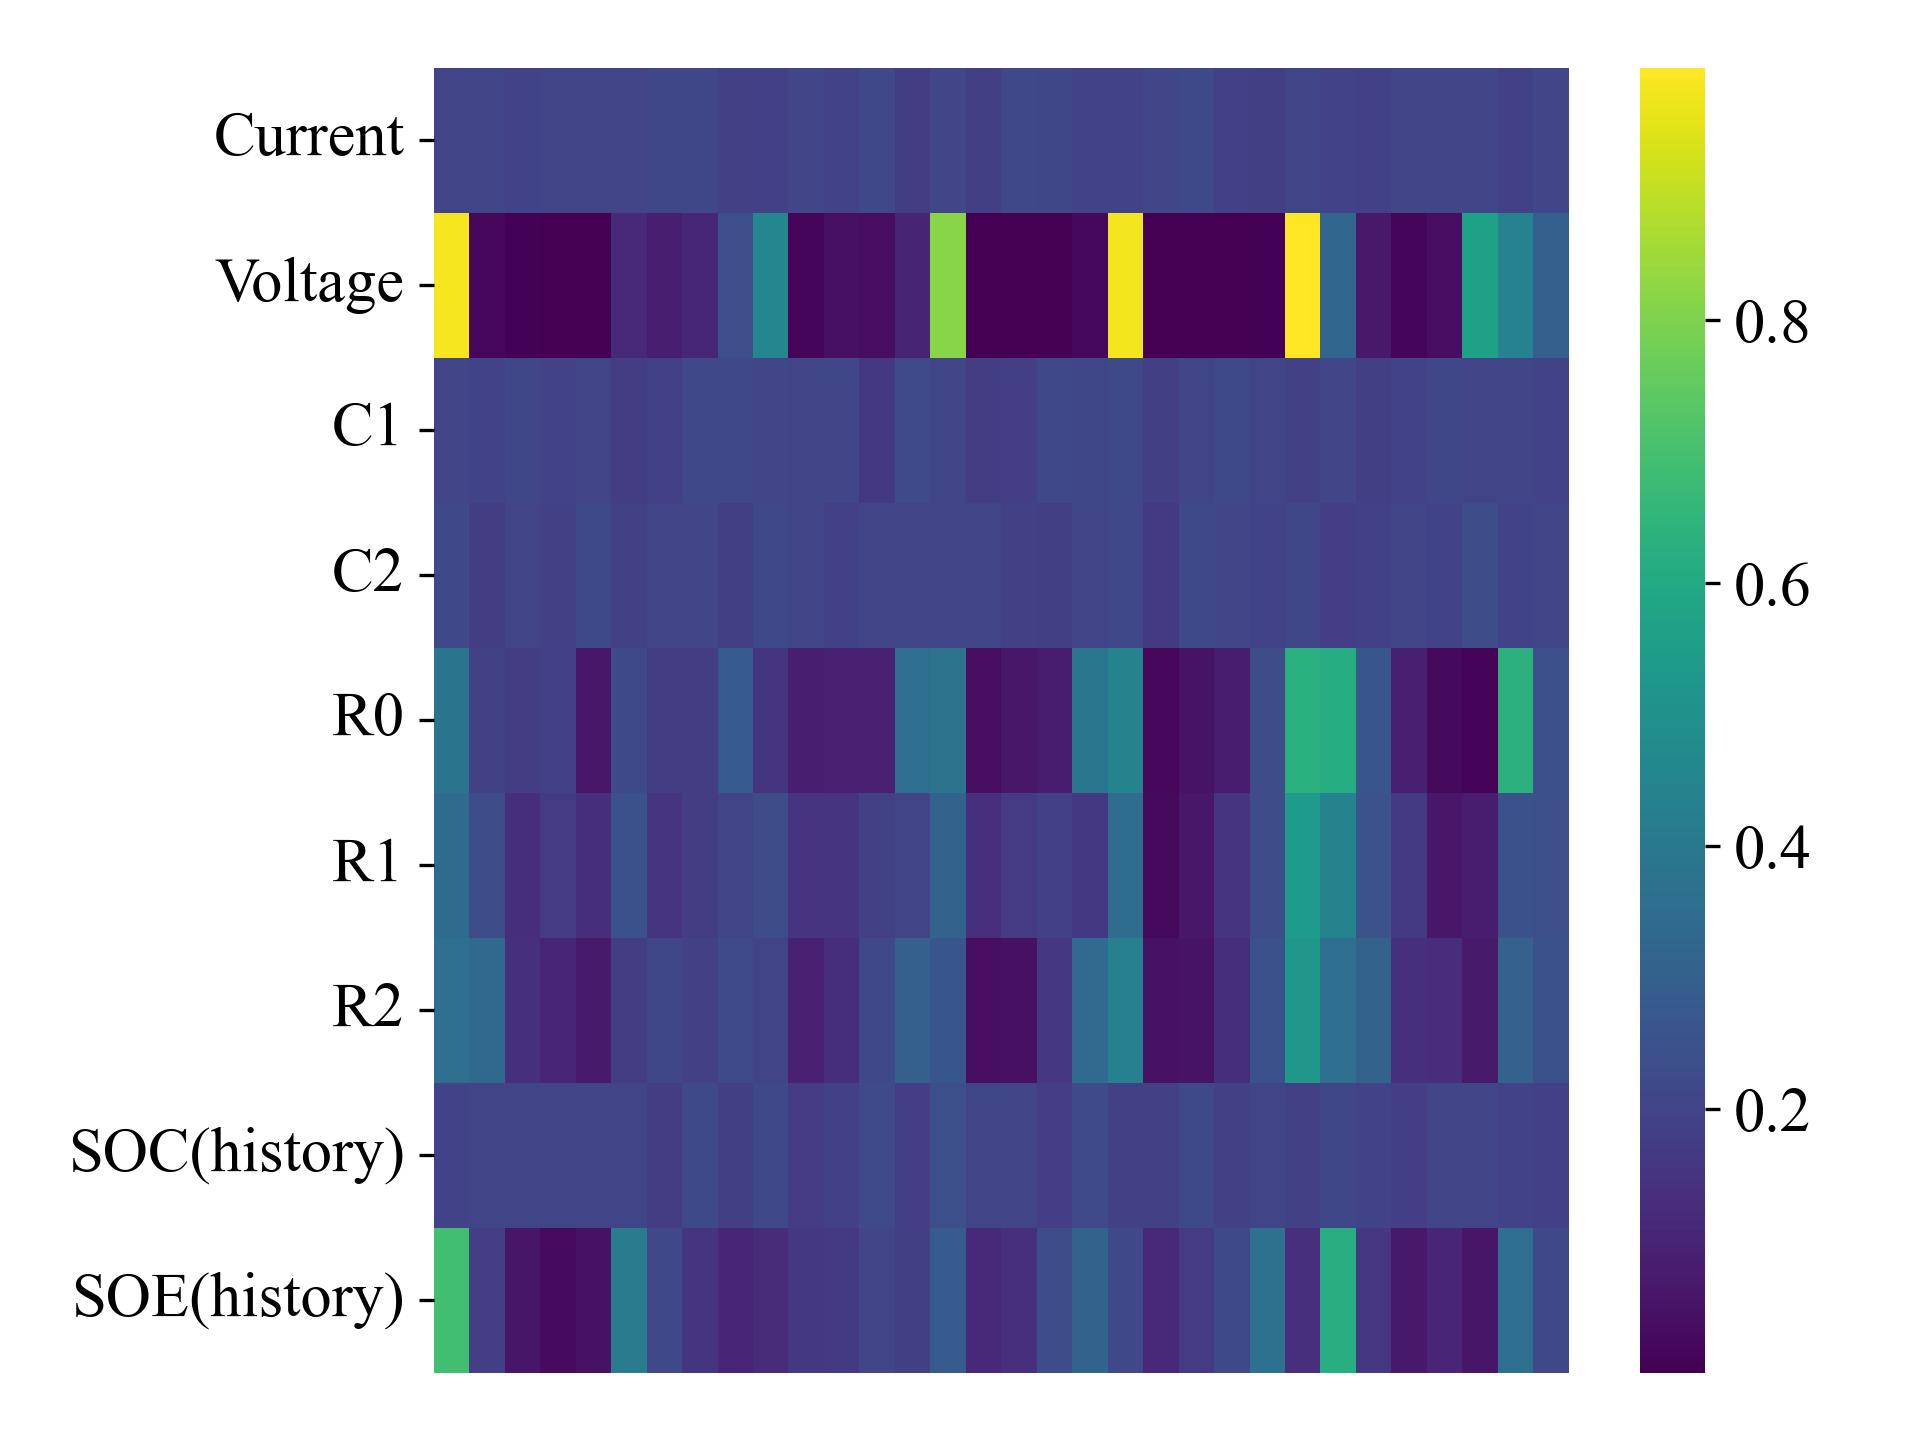 Current
Voltage
C1
C2
R0
R1
R2
SOC(history)
SOE(history)
0.8
0.6
0.4
0.2